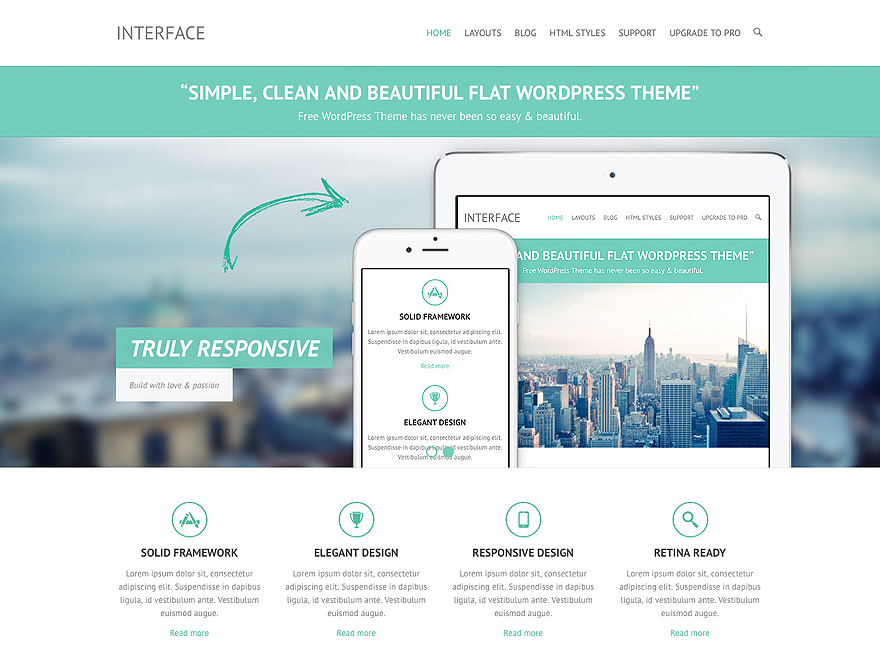 INTERFACE
HOME LAYOUTS BLOG HTML STYLES SUPPORT UPGRADE TO PRO
“SIMPLE, CLEAN AND BEAUTIFUL FLAT WORDPRESS THEME”
Free WordPress Theme has never been so easy & beautiful.
TRULY RESPONSIVE
Build with love & passion
SOLID FRAMEWORK
Lorem ipsum dolor sit, consectetur adipiscing elit.
Suspendisse in dapibus ligula, id vestibulum ante.
Vestibulum euismod augue.
Read more
ELEGANT DESIGN
Lorem ipsum dolor sit, consectetur adipiscing elit.
Suspendisse in dapibus ligula, id vestibulum ante.
Vestibulum euismod augue.
INTERFACE
HOME LAYOUTS BLOG HTML STYLES SUPPORT UPGRADE TO PRO
AND BEAUTIFUL FLAT WORDPRESS THEME”
Free WordPress Theme has never been so easy & beautiful.
SOLID FRAMEWORK
Lorem ipsum dolor sit, consectetur
adipiscing elit. Suspendisse in dapibus
ligula, id vestibulum ante. Vestibulum
euismod augue.
Read more
ELEGANT DESIGN
Lorem ipsum dolor sit, consectetur
adipiscing elit. Suspendisse in dapibus
ligula, id vestibulum ante. Vestibulum
euismod augue.
Read more
RESPONSIVE DESIGN
Lorem ipsum dolor sit, consectetur
adipiscing elit. Suspendisse in dapibus
ligula, id vestibulum ante. Vestibulum
euismod augue.
Read more
RETINA READY
Lorem ipsum dolor sit, consectetur
adipiscing elit. Suspendisse in dapibus
ligula, id vestibulum ante. Vestibulum
euismod augue.
Read more